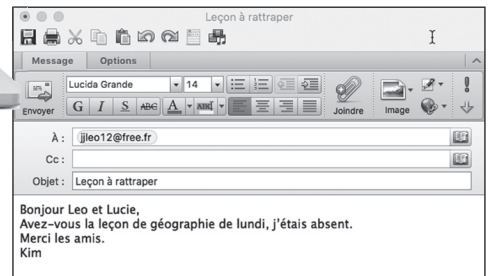 Leçon à rattraper
Message Options
Envoyer
Lucida Grande 14
G I S ABC A ABC
Joindre
Image
À : jjleo12@free.fr
Cc :
Objet : Leçon à rattraper
Bonjour Leo et Lucie,
Avez-vous la leçon de géographie de lundi, j’étais absent.
Merci les amis.
Kim